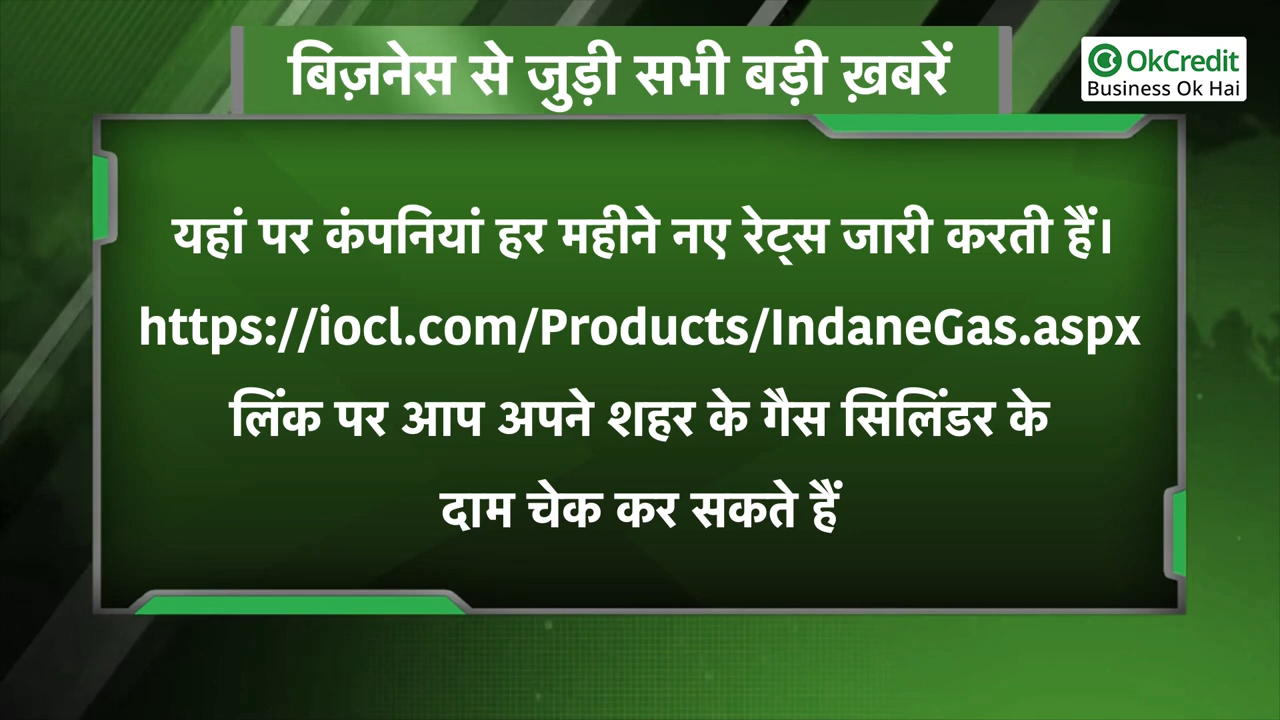 बिज़नेस से जुड़ी सभी बड़ी ख़बरें
OkCredit
Business Ok Hai
यहां पर कंपनियां हर महीने नए रेट्स जारी करती हैं।
https://iocl.com/Products/IndaneGas.aspx
लिंक पर आप अपने शहर के गैस सिलिंडर के
दाम चेक कर सकते हैं